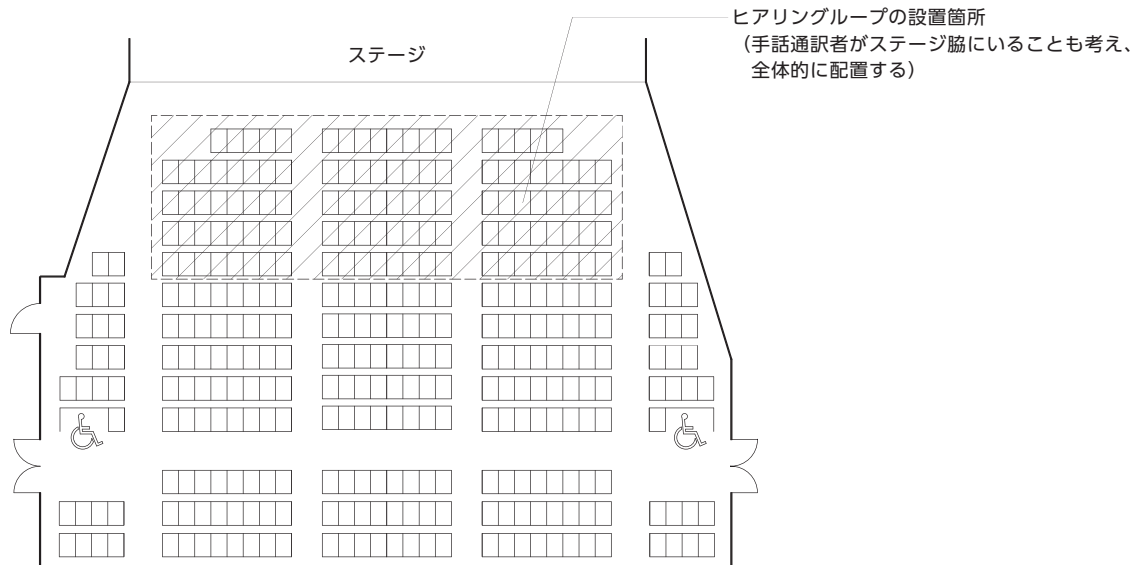 ヒアリングループの設置箇所
（手話通訳者がステージ脇にいることも考え、
全体的に配置する）
ステージ